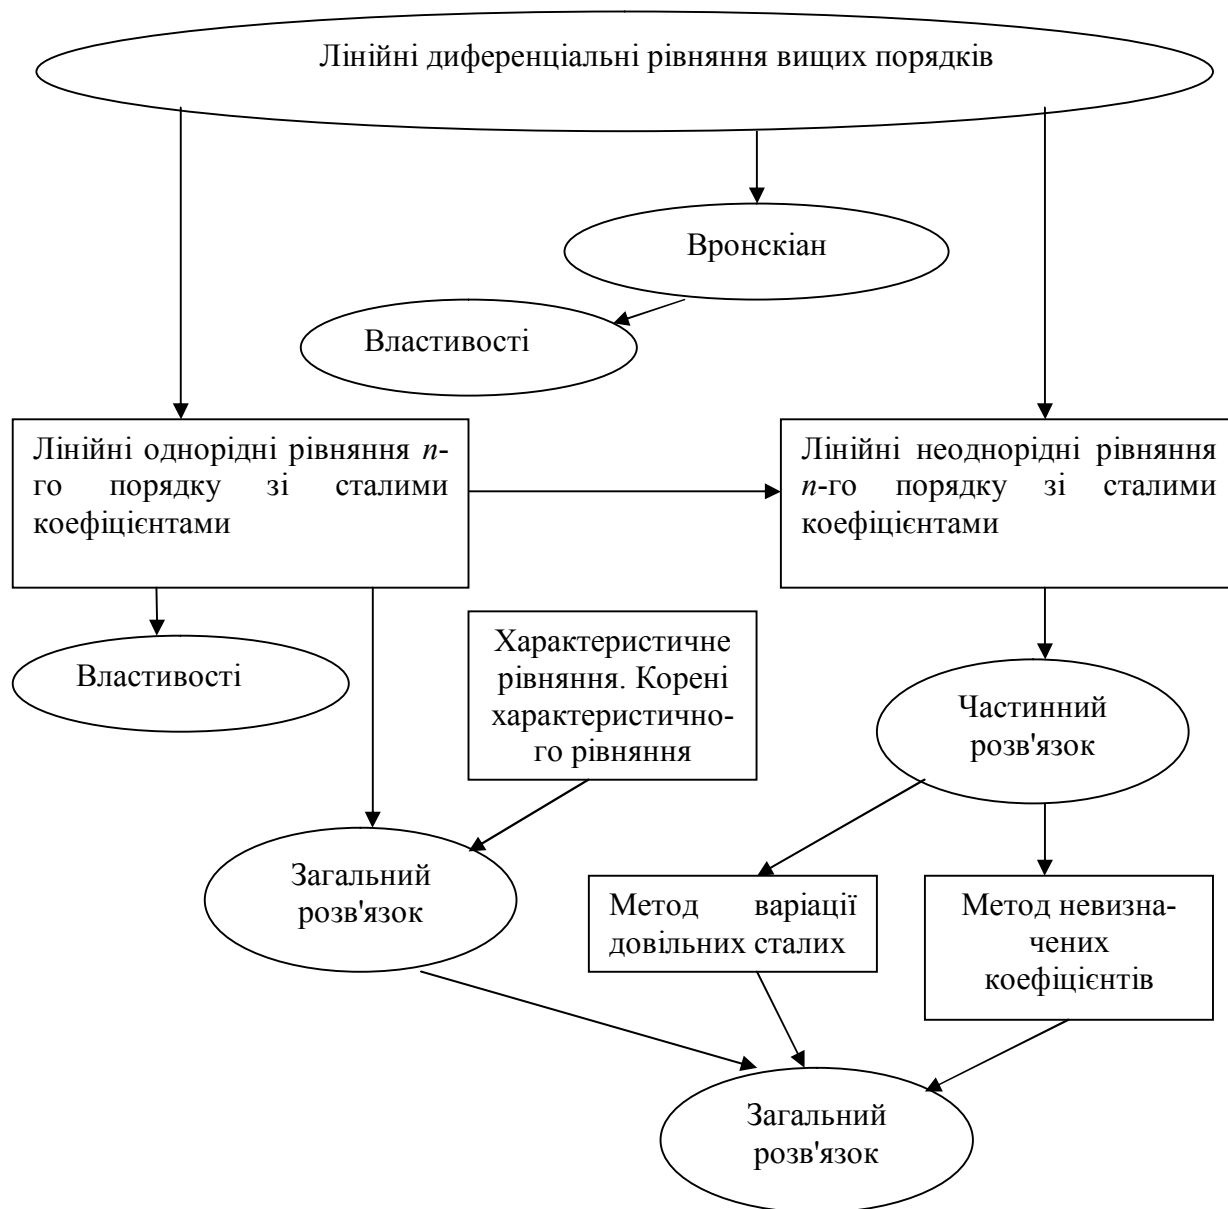 Лінійні диференціальні рівняння вищих порядків
Вронскіан
Властивості
Лінійні однорідні рівняння n-
го порядку зі сталими
коефіцієнтами
Лінійні неоднорідні рівняння
n-го порядку зі сталими
коефіцієнтами
Властивості
Характеристичне
рівняння. Корені
характеристично-
го рівняння
Частинний
розв'язок
Загальний
розв'язок
Метод варіації
довільних сталих
Метод невизна-
чених
коефіцієнтів
Загальний
розв'язок